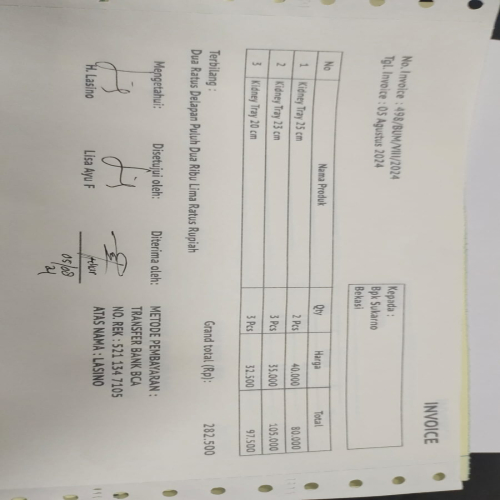 INVOICE
No. Invoice : 498/BUM/VIII/2024
Tgl. Invoice : 05 Agustus 2024
Kepada :
Bpk Sukarno
Bekasi
No Nama Produk Qty Harga Total
1 Kidney Tray 25 cm 2 Pcs 40.000 80.000
2 Kidney Tray 23 cm 3 Pcs 35.000 105.000
3 Kidney Tray 20 cm 3 Pcs 32.500 97.500
Grand total (Rp): 282.500
Terbilang :
Dua Ratus Delapan Puluh Dua Ribu Lima Ratus Rupiah
Mengetahui: Disetujui oleh: Diterima oleh:
H. Lasino Lisa Ayu F
05/08
METODE PEMBAYARAN :
TRANSFER BANK BCA
NO. REK : 521 134 7105
ATAS NAMA : LASINO